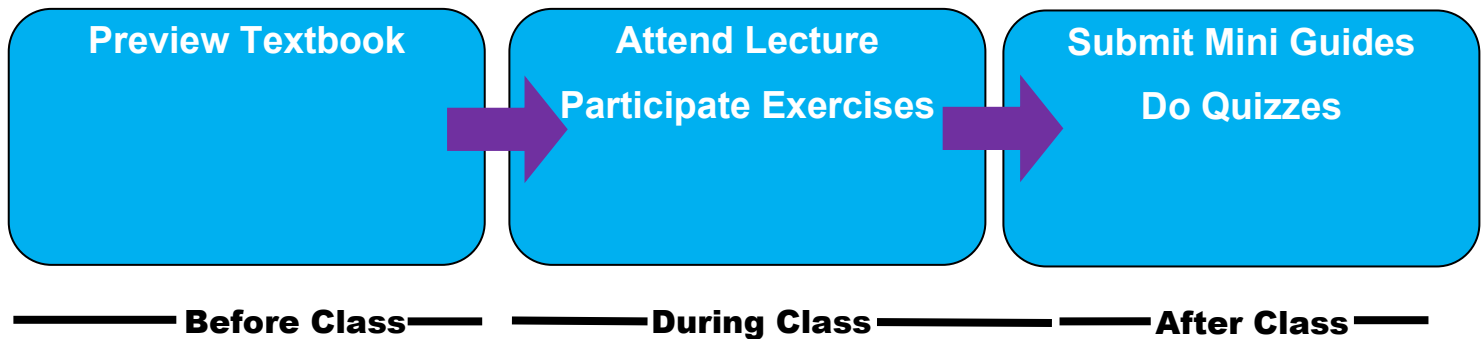 Preview Textbook
Attend Lecture
Participate Exercises
Submit Mini Guides
Do Quizzes
Before Class
During Class
After Class